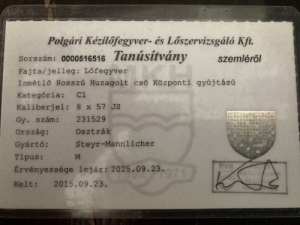 Polgári Kézilőfegyver- és Lőszervizsgáló Kft.
Sorszám: 0000516516 Tanúsítvány szemléről
Fajta/jelleg: Lőfegyver
Ismétlő Hosszú Huzagolt cső Központi gyújtású
Kategória: C1
Kaliberjel: 8 x 57 JS
Gy. szám: 231529
Ország: Osztrák
Gyártó: Steyr-Mannlicher
Típus: M
Érvényessége lejár: 2025.09.23.
Kelt: 2015.09.23.